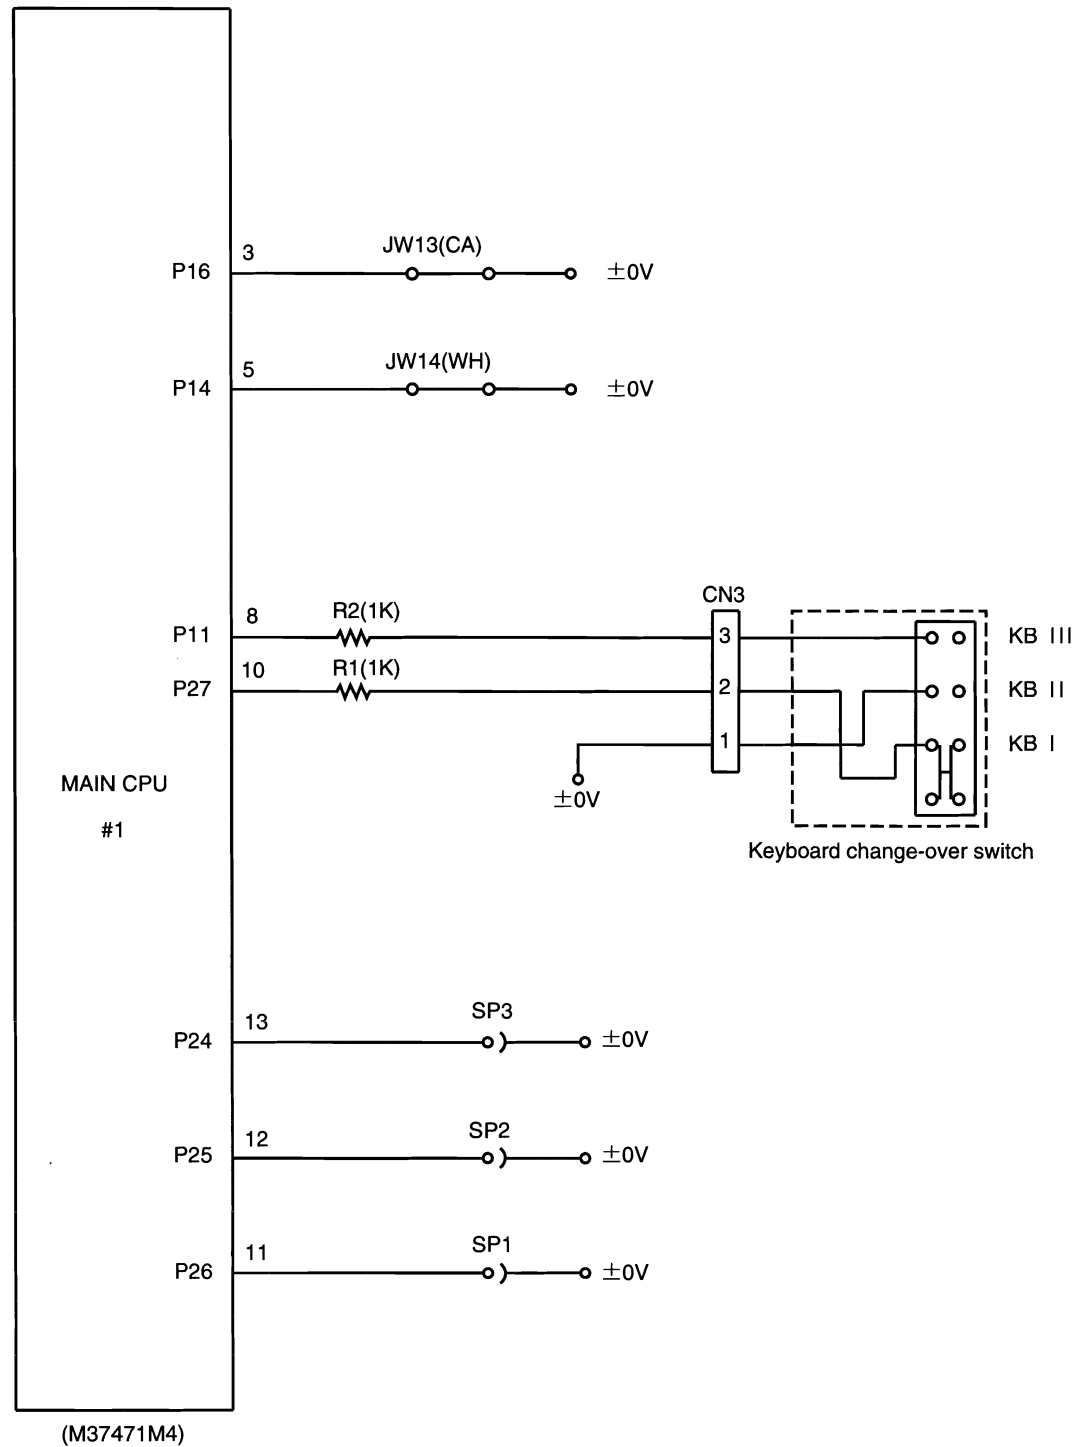 JW13(CA)
3
P16
±0V
JW14(WH)
5
P14
±0V
CN3
8
R2(1K)
P11
3
KB III
10
R1(1K)
P27
2
KB II
1
KB I
±0V
MAIN CPU
#1
Keyboard change-over switch
SP3
13
P24
±0V
SP2
12
P25
±0V
SP1
11
P26
±0V
(M37471M4)